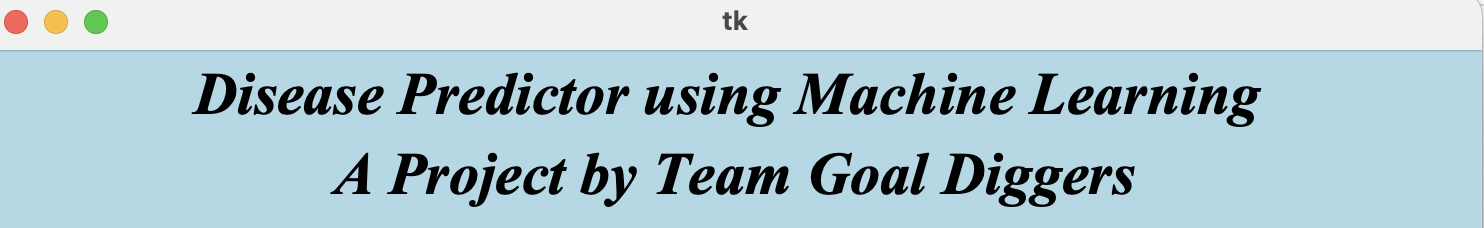 tk
Disease Predictor using Machine Learning
A Project by Team Goal Diggers